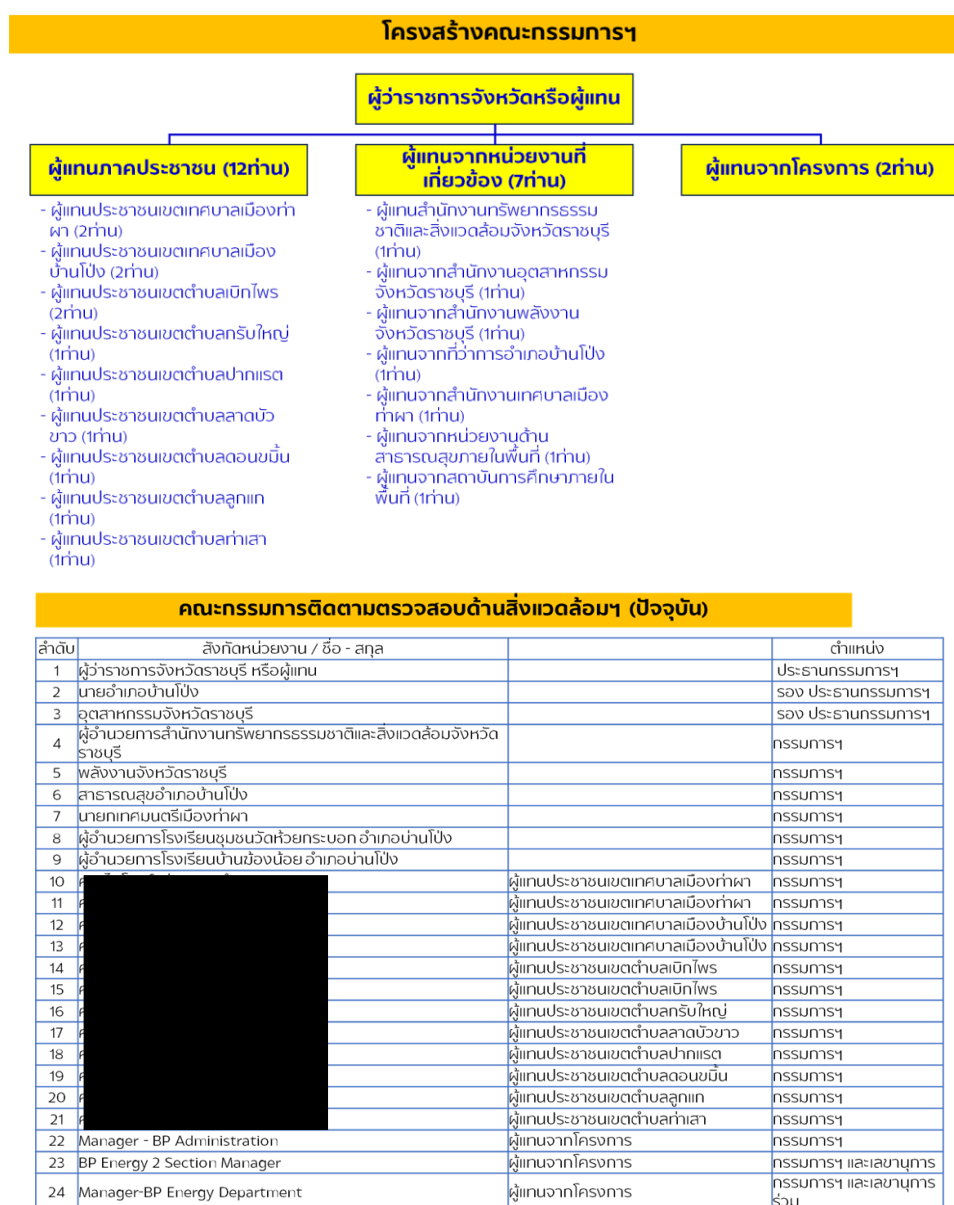 โครงสร้างคณะกรรมการฯ
ผู้ว่าราชการจังหวัดหรือผู้แทน
ผู้แทนภาคประชาชน (12ท่าน)
- ผู้แทนประชาชนเขตเทศบาลเมืองท่า
ผา (2ท่าน)
- ผู้แทนประชาชนเขตเทศบาลเมือง
บ้านโป่ง (2ท่าน)
- ผู้แทนประชาชนเขตตำบลเบิกไพร
(2ท่าน)
- ผู้แทนประชาชนเขตตำบลกรับใหญ่
(1ท่าน)
- ผู้แทนประชาชนเขตตำบลปากแรต
(1ท่าน)
- ผู้แทนประชาชนเขตตำบลลาดบัว
ขาว (1ท่าน)
- ผู้แทนประชาชนเขตตำบลดอนขมิ้น
(1ท่าน)
- ผู้แทนประชาชนเขตตำบลลูกแก
(1ท่าน)
- ผู้แทนประชาชนเขตตำบลท่าเสา
(1ท่าน)
ผู้แทนจากหน่วยงานที่
เกี่ยวข้อง (7ท่าน)
- ผู้แทนสำนักงานทรัพยากรธรรม
ชาติและสิ่งแวดล้อมจังหวัดราชบุรี
(1ท่าน)
- ผู้แทนจากสำนักงานอุตสาหกรรม
จังหวัดราชบุรี (1ท่าน)
- ผู้แทนจากสำนักงานพลังงาน
จังหวัดราชบุรี (1ท่าน)
- ผู้แทนจากที่ว่าการอำเภอบ้านโป่ง
(1ท่าน)
- ผู้แทนจากสำนักงานเทศบาลเมือง
ท่าผา (1ท่าน)
- ผู้แทนจากหน่วยงานด้าน
สาธารณสุขภายในพื้นที่ (1ท่าน)
- ผู้แทนจากสถาบันการศึกษาภายใน
พื้นที่ (1ท่าน)
ผู้แทนจากโครงการ (2ท่าน)
คณะกรรมการติดตามตรวจสอบด้านสิ่งแวดล้อมฯ (ปัจจุบัน)
ลำดับ สังกัดหน่วยงาน / ชื่อ - สกุล ตำแหน่ง
1 ผู้ว่าราชการจังหวัดราชบุรี หรือผู้แทน ประธานกรรมการฯ
2 นายอำเภอบ้านโป่ง รอง ประธานกรรมการฯ
3 อุตสาหกรรมจังหวัดราชบุรี รอง ประธานกรรมการฯ
4 ผู้อำนวยการสำนักงานทรัพยากรธรรมชาติและสิ่งแวดล้อมจังหวัด
ราชบุรี กรรมการฯ
5 พลังงานจังหวัดราชบุรี กรรมการฯ
6 สาธารณสุขอำเภอบ้านโป่ง กรรมการฯ
7 นายกเทศมนตรีเมืองท่าผา กรรมการฯ
8 ผู้อำนวยการโรงเรียนชุมชนวัดห้วยกระบอก อำเภอบ่านโป่ง กรรมการฯ
9 ผู้อำนวยการโรงเรียนบ้านฆ้องน้อย อำเภอบ่านโป่ง กรรมการฯ
10 ผู้แทนประชาชนเขตเทศบาลเมืองท่าผา กรรมการฯ
11 ผู้แทนประชาชนเขตเทศบาลเมืองท่าผา กรรมการฯ
12 ผู้แทนประชาชนเขตเทศบาลเมืองบ้านโป่ง กรรมการฯ
13 ผู้แทนประชาชนเขตเทศบาลเมืองบ้านโป่ง กรรมการฯ
14 ผู้แทนประชาชนเขตตำบลเบิกไพร กรรมการฯ
15 ผู้แทนประชาชนเขตตำบลเบิกไพร กรรมการฯ
16 ผู้แทนประชาชนเขตตำบลกรับใหญ่ กรรมการฯ
17 ผู้แทนประชาชนเขตตำบลลาดบัวขาว กรรมการฯ
18 ผู้แทนประชาชนเขตตำบลปากแรต กรรมการฯ
19 ผู้แทนประชาชนเขตตำบลดอนขมิ้น กรรมการฯ
20 ผู้แทนประชาชนเขตตำบลลูกแก กรรมการฯ
21 ผู้แทนประชาชนเขตตำบลท่าเสา กรรมการฯ
22 Manager - BP Administration ผู้แทนจากโครงการ กรรมการฯ
23 BP Energy 2 Section Manager ผู้แทนจากโครงการ กรรมการฯ และเลขานุการ
24 Manager-BP Energy Department ผู้แทนจากโครงการ กรรมการฯ และเลขานุการ
ร่วม